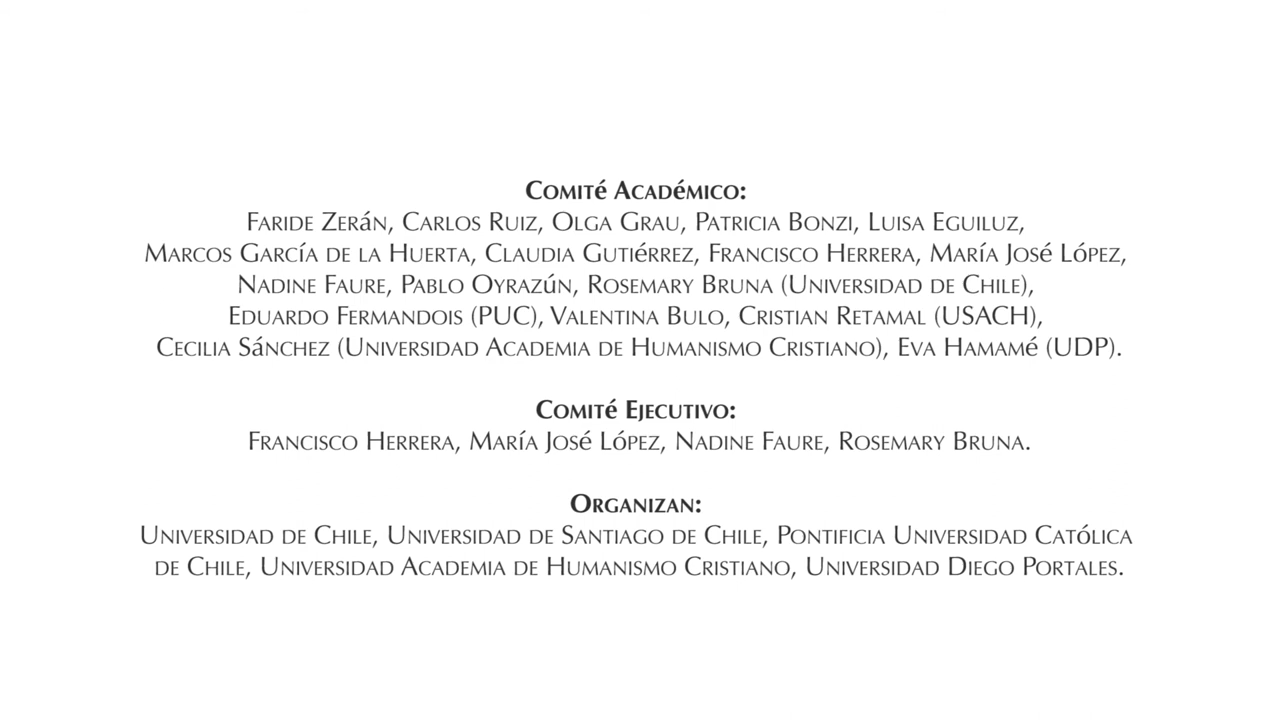 Comité Académico:
Faride Zerán, Carlos Ruiz, Olga Grau, Patricia Bonzi, Luisa Eguiluz,
Marcos García de la Huerta, Claudia Gutiérrez, Francisco Herrera, María José López,
Nadine Faure, Pablo Oyrazún, Rosemary Bruna (Universidad de Chile),
Eduardo Fermandois (PUC), Valentina Bulo, Cristian Retamal (USACH),
Cecilia Sánchez (Universidad Academia de Humanismo Cristiano), Eva Hamamé (UDP).
Comité Ejecutivo:
Francisco Herrera, María José López, Nadine Faure, Rosemary Bruna.
Organizan:
Universidad de Chile, Universidad de Santiago de Chile, Pontificia Universidad Católica
de Chile, Universidad Academia de Humanismo Cristiano, Universidad Diego Portales.